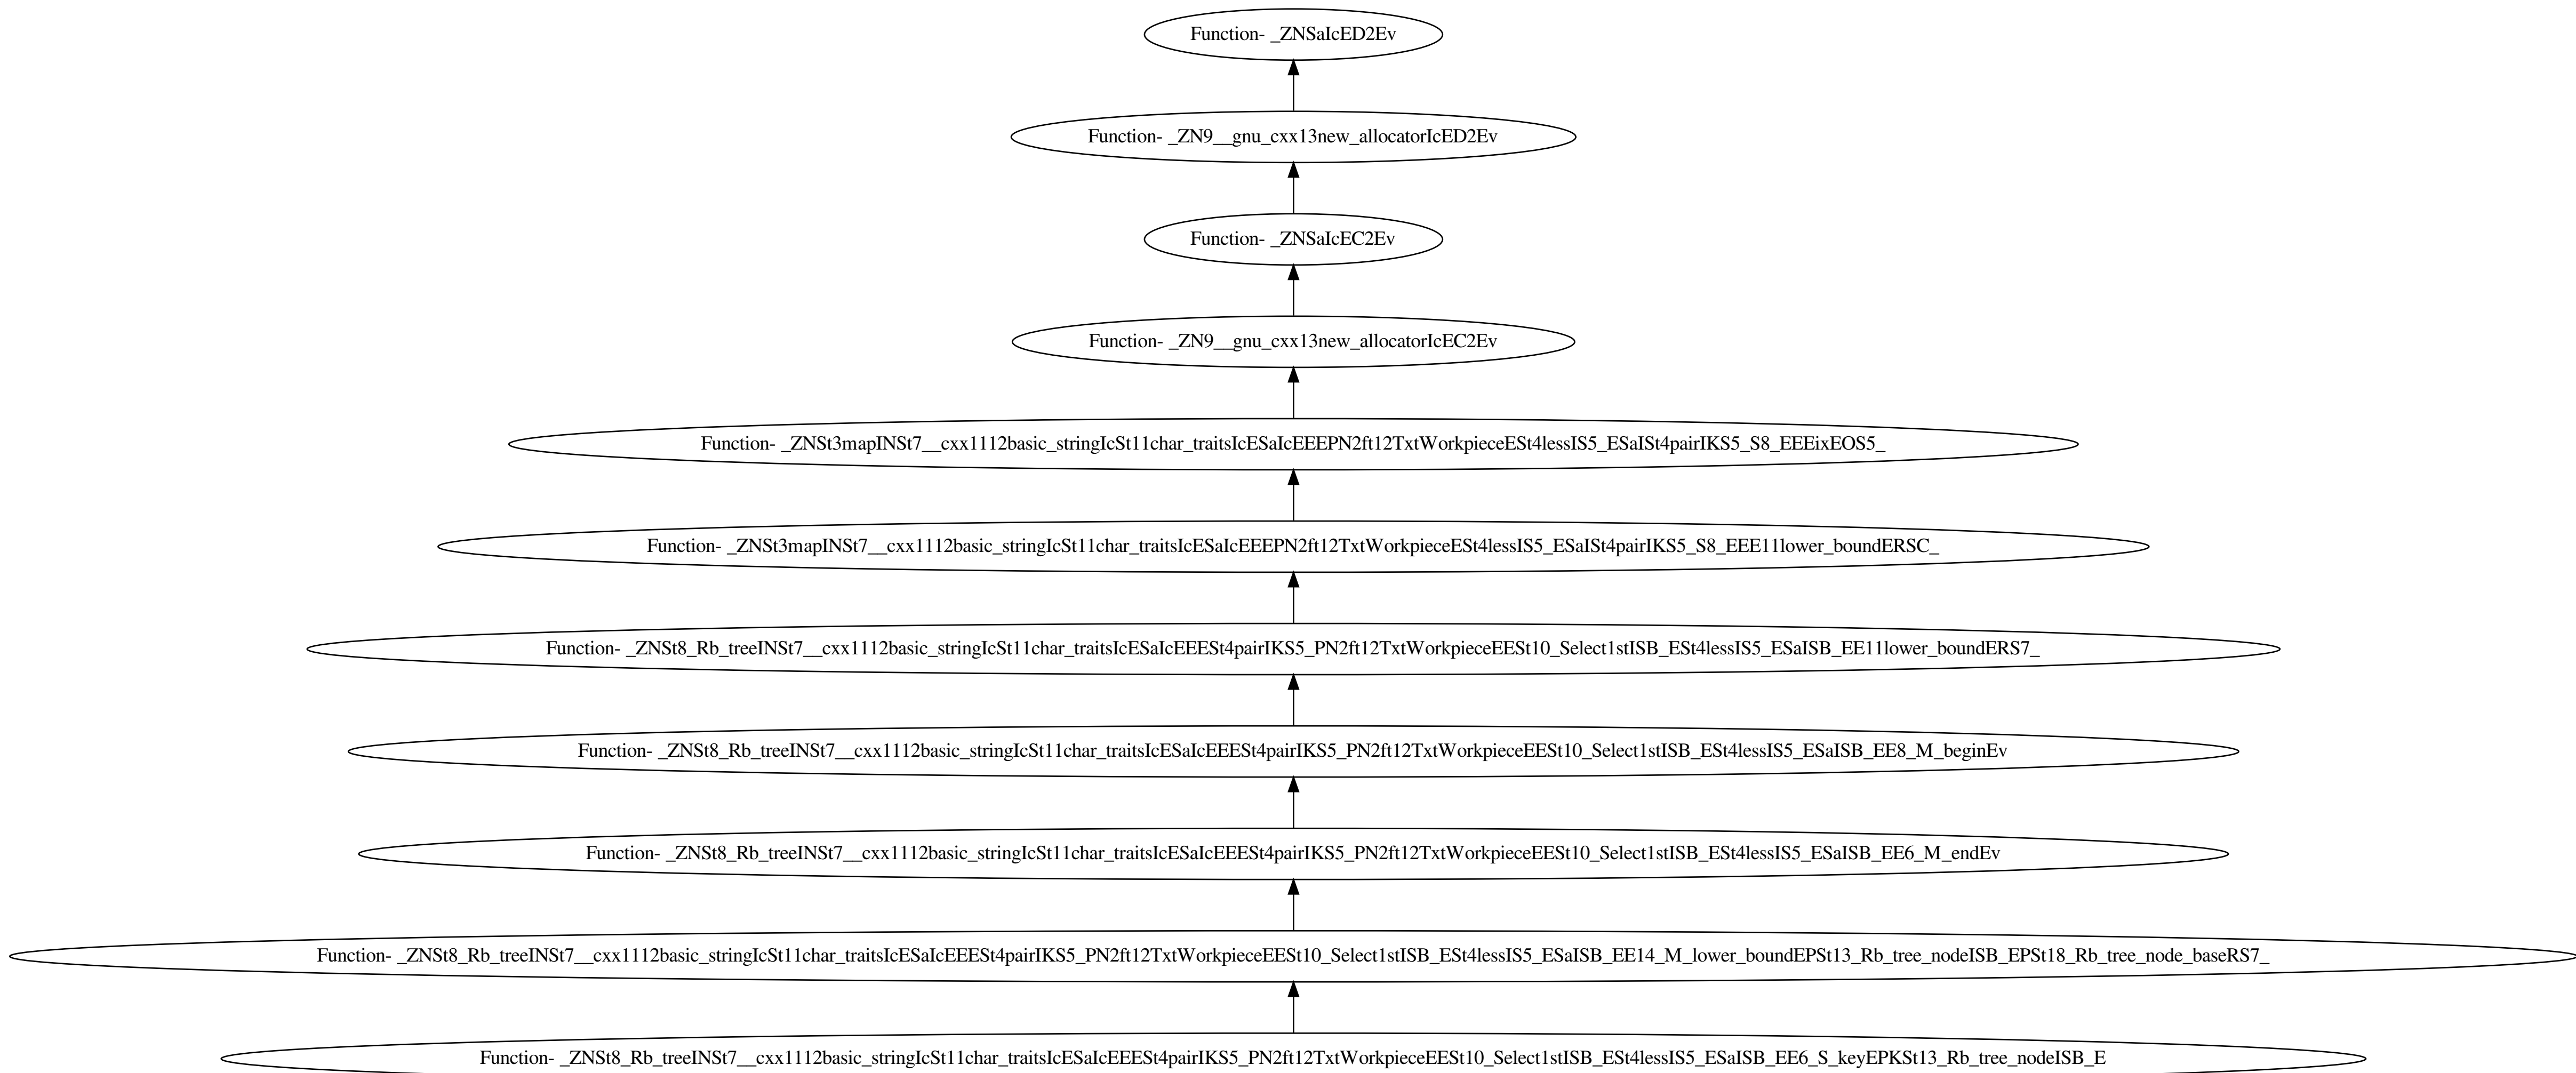 Function- _ZNSaIcED2Ev
Function- _ZN9__gnu_cxx13new_allocatorIcED2Ev
Function- _ZNSaIcEC2Ev
Function- _ZN9__gnu_cxx13new_allocatorIcEC2Ev
Function- _ZNSt3mapINSt7__cxx1112basic_stringIcSt11char_traitsIcESaIcEEEPN2ft12TxtWorkpieceESt4lessIS5_ESaISt4pairIKS5_S8_EEEixEOS5_
Function- _ZNSt3mapINSt7__cxx1112basic_stringIcSt11char_traitsIcESaIcEEEPN2ft12TxtWorkpieceESt4lessIS5_ESaISt4pairIKS5_S8_EEE11lower_boundERSC_
Function- _ZNSt8_Rb_treeINSt7__cxx1112basic_stringIcSt11char_traitsIcESaIcEEESt4pairIKS5_PN2ft12TxtWorkpieceEESt10_Select1stISB_ESt4lessIS5_ESaISB_EE11lower_boundERS7_
Function- _ZNSt8_Rb_treeINSt7__cxx1112basic_stringIcSt11char_traitsIcESaIcEEESt4pairIKS5_PN2ft12TxtWorkpieceEESt10_Select1stISB_ESt4lessIS5_ESaISB_EE8_M_beginEv
Function- _ZNSt8_Rb_treeINSt7__cxx1112basic_stringIcSt11char_traitsIcESaIcEEESt4pairIKS5_PN2ft12TxtWorkpieceEESt10_Select1stISB_ESt4lessIS5_ESaISB_EE6_M_endEv
Function- _ZNSt8_Rb_treeINSt7__cxx1112basic_stringIcSt11char_traitsIcESaIcEEESt4pairIKS5_PN2ft12TxtWorkpieceEESt10_Select1stISB_ESt4lessIS5_ESaISB_EE14_M_lower_boundEPSt13_Rb_tree_nodeISB_EPSt18_Rb_tree_node_baseRS7_
Function- _ZNSt8_Rb_treeINSt7__cxx1112basic_stringIcSt11char_traitsIcESaIcEEESt4pairIKS5_PN2ft12TxtWorkpieceEESt10_Select1stISB_ESt4lessIS5_ESaISB_EE6_S_keyEPKSt13_Rb_tree_nodeISB_E